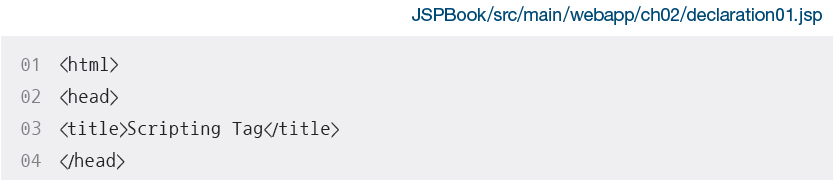 JSPBook/src/main/webapp/ch02/declaration01.jsp
01 <html>
02 <head>
03 <title>Scripting Tag</title>
04 </head>